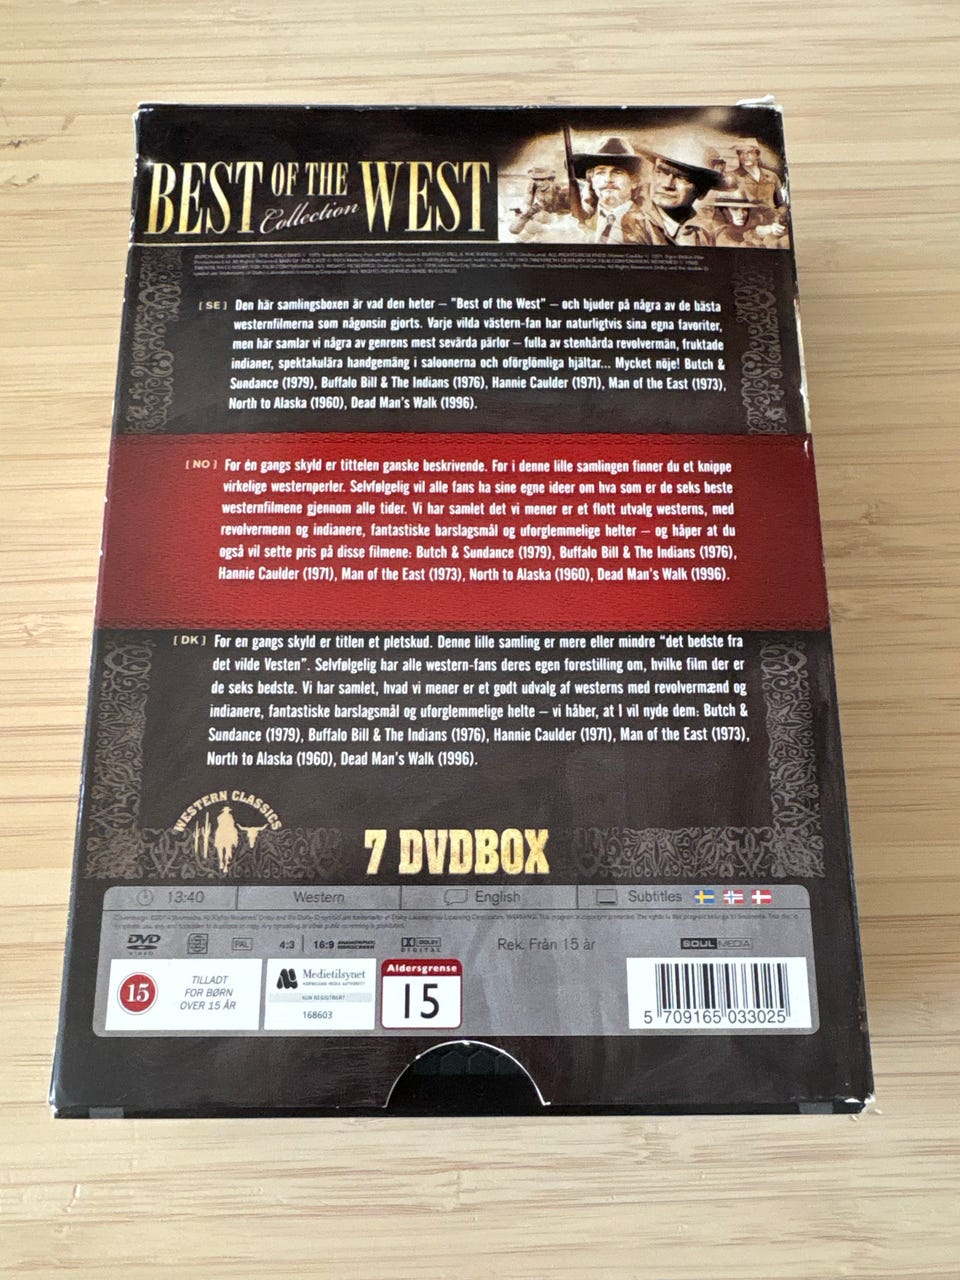 BEST OF THE WEST
Collection
[SE] Den här samlingsboxen är vad den heter – "Best of the West" – och bjuder på några av de bästa
westernfilmerna som någonsin gjorts. Varje vilda västern-fan har naturligtvis sina egna favoriter,
men här samlar vi några av genrens mest sevärda pärlor – fulla av stenhårda revolvermän, fruktade
indianer, spektakulära handgemäng i saloonerna och oförglömliga hjältar... Mycket nöje! Butch &
Sundance (1979), Buffalo Bill & The Indians (1976), Hannie Caulder (1971), Man of the East (1973),
North to Alaska (1960), Dead Man's Walk (1996).
[NO] For én gangs skyld er tittelen ganske beskrivende. For i denne lille samlingen finner du et knippe
virkelige westernperler. Selvfølgelig vil alle fans ha sine egne ideer om hva som er de seks beste
westernfilmene gjennom alle tider. Vi har samlet det vi mener er et flott utvalg westerns, med
revolvermenn og indianere, fantastiske barslagsmål og uforglemmelige helter – og håper at du
også vil sette pris på disse filmene: Butch & Sundance (1979), Buffalo Bill & The Indians (1976),
Hannie Caulder (1971), Man of the East (1973), North to Alaska (1960), Dead Man's Walk (1996).
[DK] For en gangs skyld er titlen et pletskud. Denne lille samling er mere eller mindre "det bedste fra
det vilde Vesten". Selvfølgelig har alle western-fans deres egen forestilling om, hvilke film der er
de seks bedste. Vi har samlet, hvad vi mener er et godt udvalg af westerns med revolvermænd og
indianere, fantastiske barslagsmål og uforglemmelige helte – vi håber, at I vil nyde dem: Butch &
Sundance (1979), Buffalo Bill & The Indians (1976), Hannie Caulder (1971), Man of the East (1973),
North to Alaska (1960), Dead Man's Walk (1996).
WESTERN CLASSICS
7 DVDBOX
13:40 Western English Subtitles
DVD VIDEO PAL 4:3 16:9 ANAMORPHIC WIDESCREEN DOLBY DIGITAL Rek. Från 15 år SOUL MEDIA
15 TILLADT
FOR BØRN
OVER 15 ÅR
Medietilsynet
NORWEGIAN MEDIA AUTHORITY
KUN REGISTRERT
168603
Aldersgrense
15
5 709165 033025